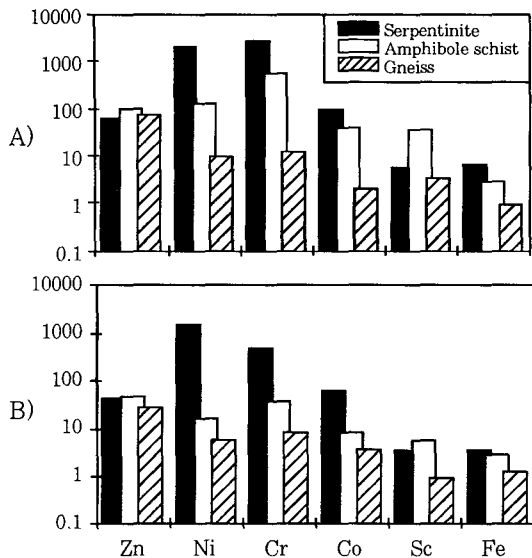 10000
1000
100
10
1
0.1
A)
Serpentinite
Amphibole schist
Gneiss
10000
1000
100
10
1
0.1
B)
Zn Ni Cr Co Sc Fe